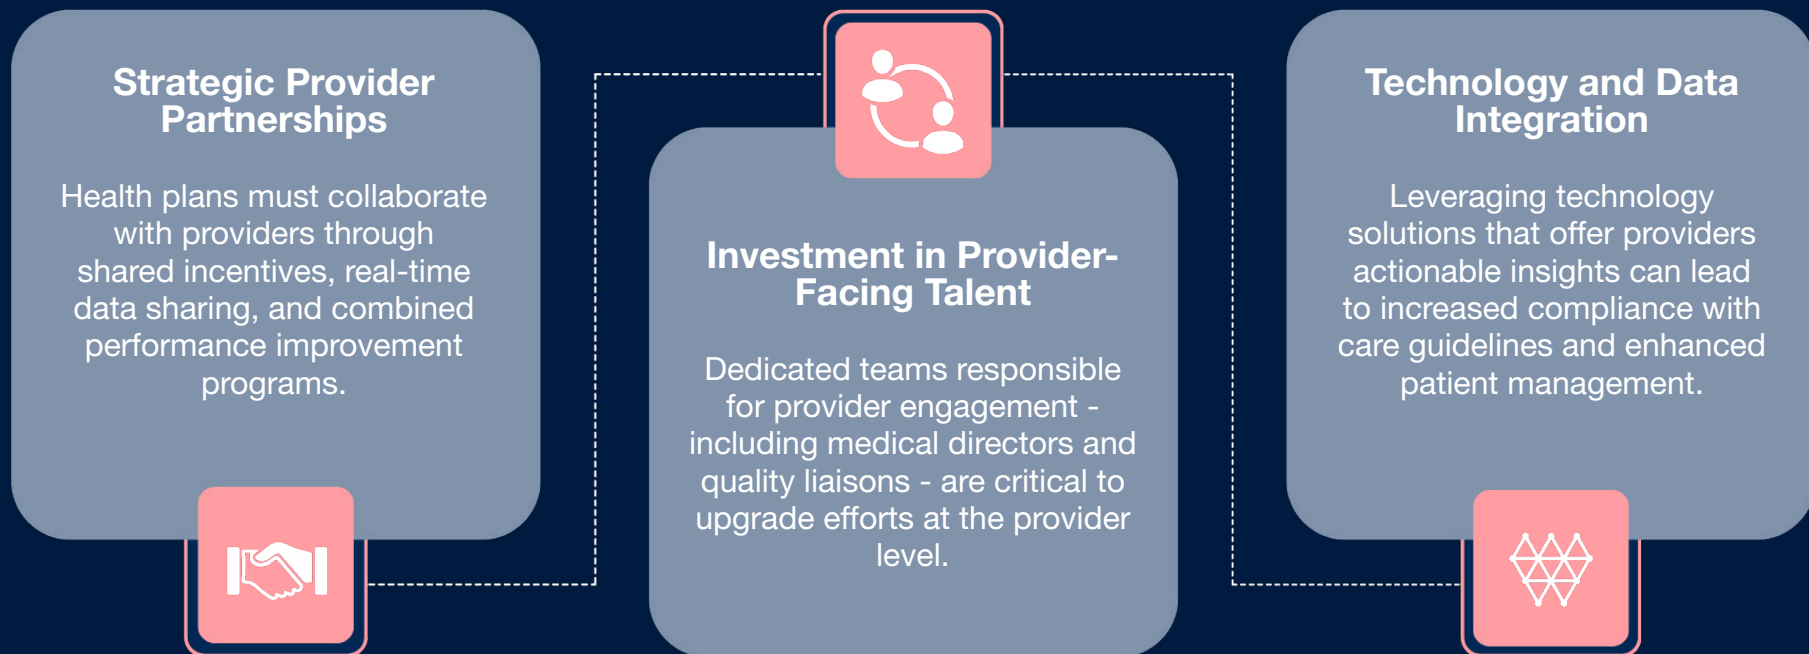 Strategic Provider
Partnerships
Health plans must collaborate
with providers through
shared incentives, real-time
data sharing, and combined
performance improvement
programs.
Investment in Provider-
Facing Talent
Dedicated teams responsible
for provider engagement -
including medical directors and
quality liaisons - are critical to
upgrade efforts at the provider
level.
Technology and Data
Integration
Leveraging technology
solutions that offer providers
actionable insights can lead
to increased compliance with
care guidelines and enhanced
patient management.